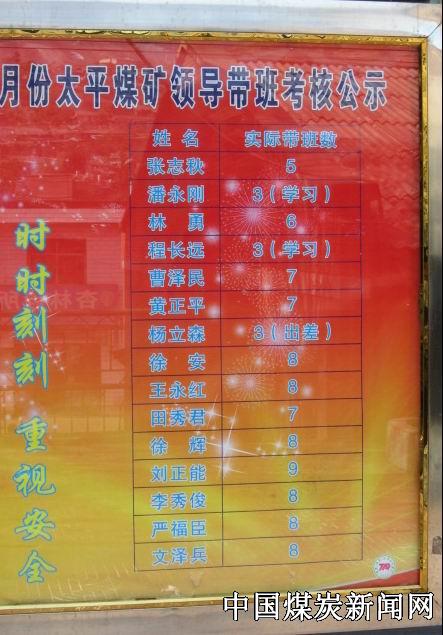 月份太平煤矿领导带班考核公示
姓名 实际带班数
张志秋 5
潘永刚 3(学习)
林勇 6
程长远 3(学习)
曹泽民 7
黄正平 7
杨立森 3(出差)
徐安 8
王永红 8
田秀君 7
徐辉 8
刘正能 9
李秀俊 8
严福臣 8
文泽兵 8
时时刻刻 重视安全
中国煤炭新闻网